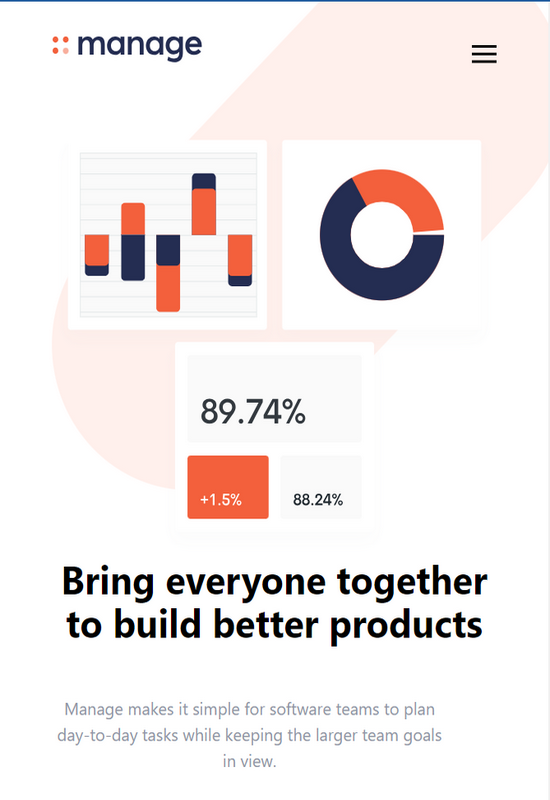 manage
89.74%
+1.5%
88.24%
Bring everyone together
to build better products
Manage makes it simple for software teams to plan
day-to-day tasks while keeping the larger team goals
in view.